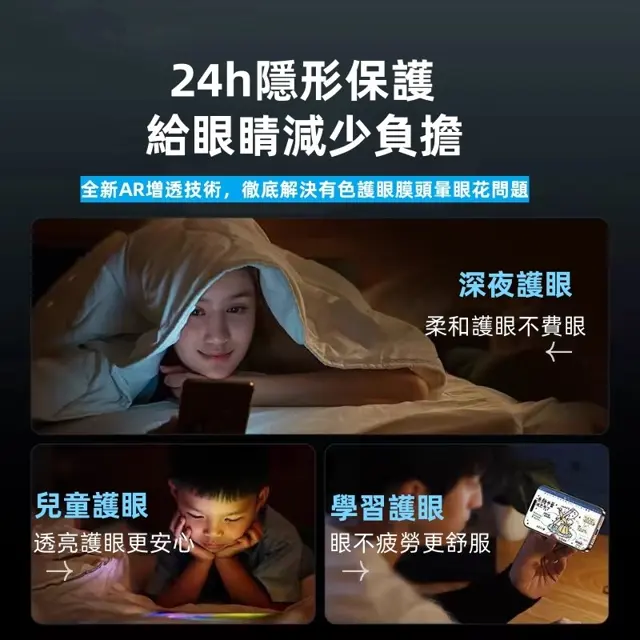 24h隱形保護
給眼睛減少負擔
全新AR增透技術，徹底解決有色護眼膜頭暈眼花問題
深夜護眼
柔和護眼不費眼
兒童護眼
透亮護眼更安心
學習護眼
眼不疲勞更舒服